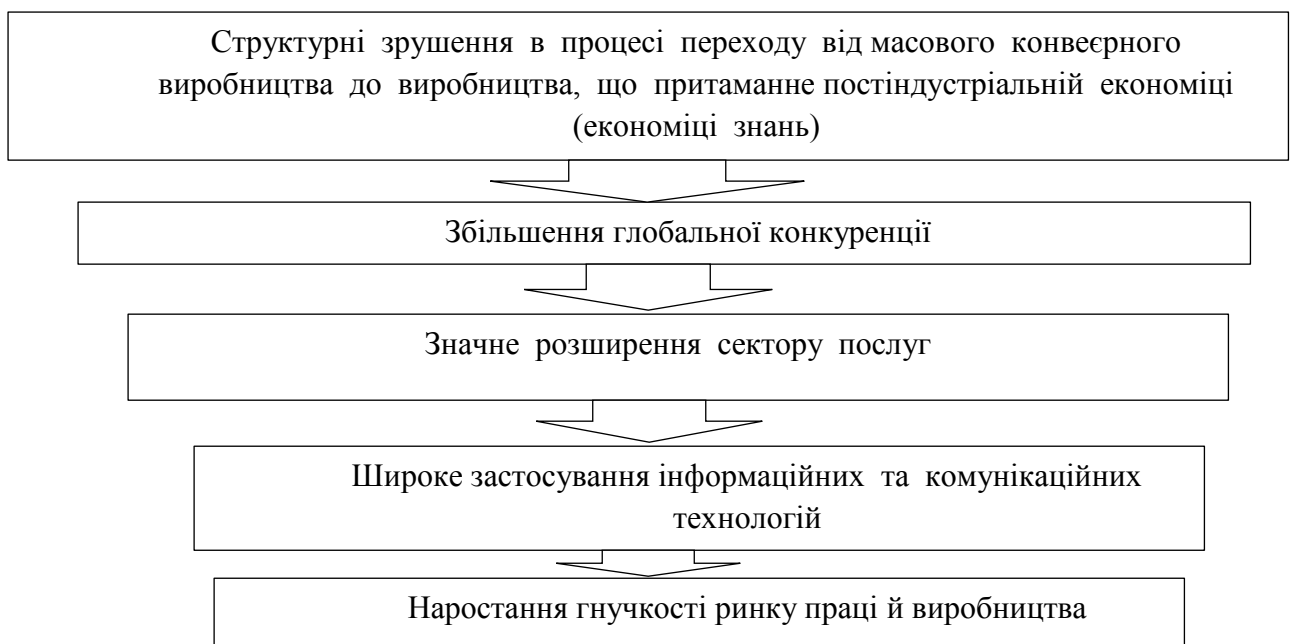 Структурні зрушення в процесі переходу від масового конвеєрного
виробництва до виробництва, що притаманне постіндустріальній економіці
(економіці знань)
Збільшення глобальної конкуренції
Значне розширення сектору послуг
Широке застосування інформаційних та комунікаційних
технологій
Наростання гнучкості ринку праці й виробництва